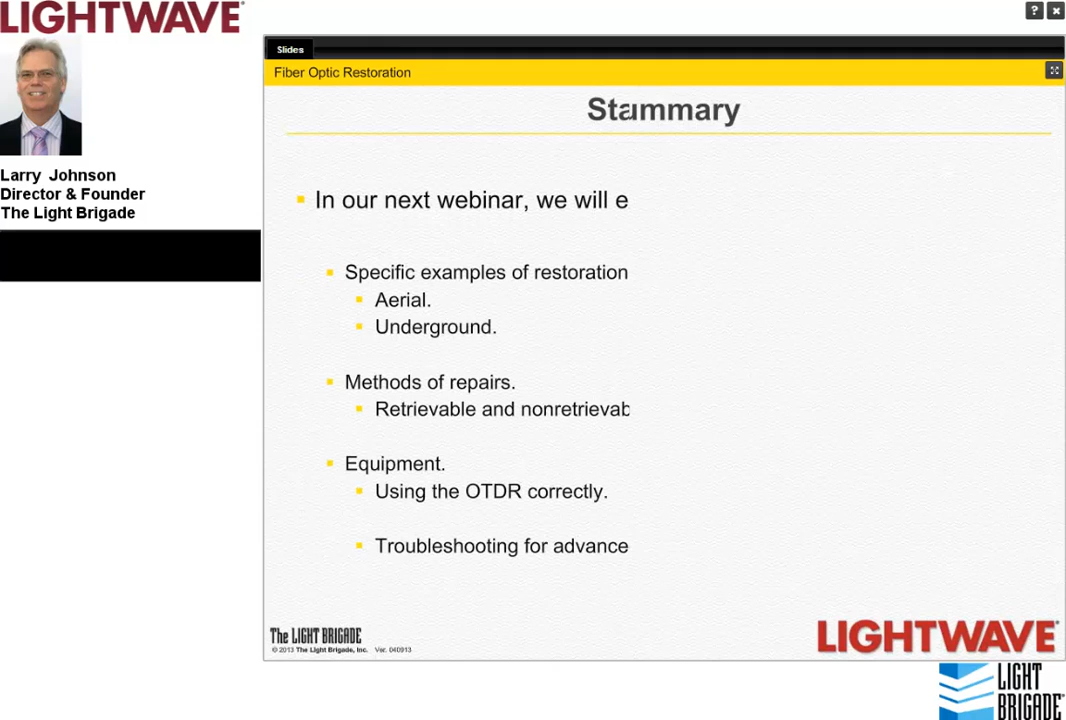 LIGHTWAVE
? ×
Slides
Fiber Optic Restoration
Stammary
In our next webinar, we will e
Larry Johnson
Director & Founder
The Light Brigade
Specific examples of restoration
Aerial.
Underground.
Methods of repairs.
Retrievable and nonretrievab
Equipment.
Using the OTDR correctly.
Troubleshooting for advance
The LIGHT BRIGADE
© 2013 The Light Brigade, Inc. Ver. 040913
LIGHTWAVE
LIGHT
BRIGADE